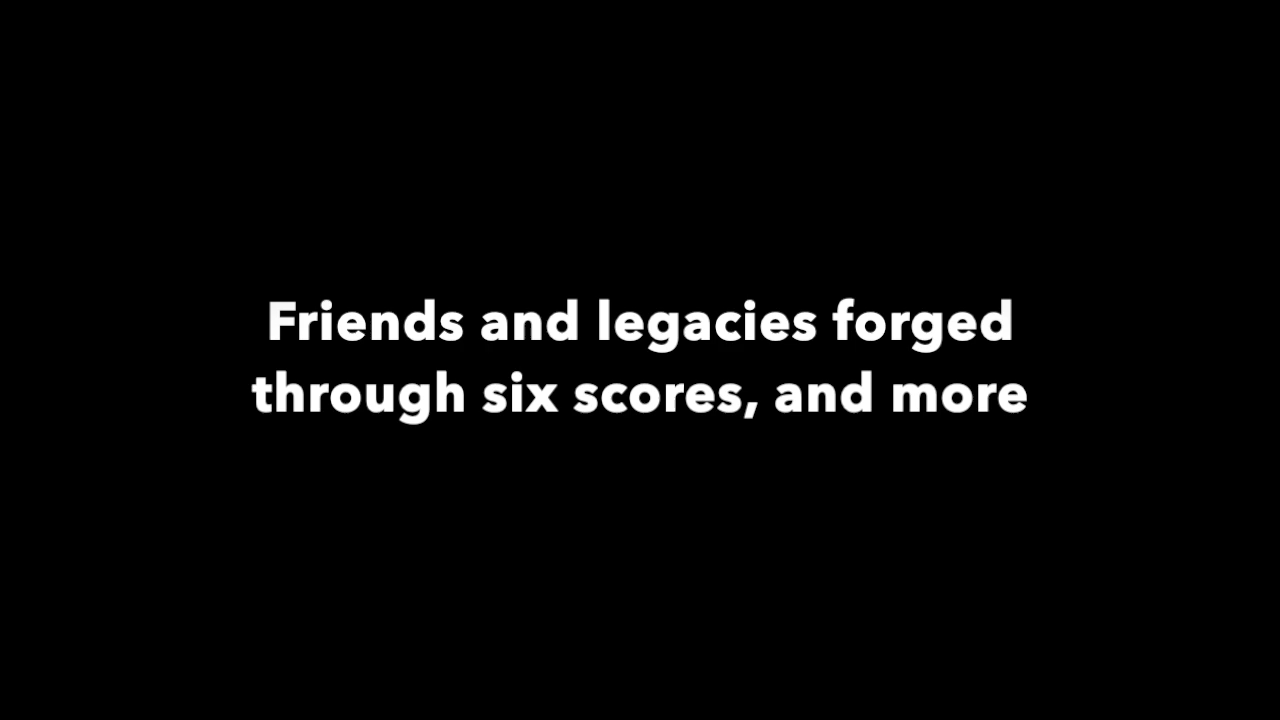 Friends and legacies forged
through six scores, and more